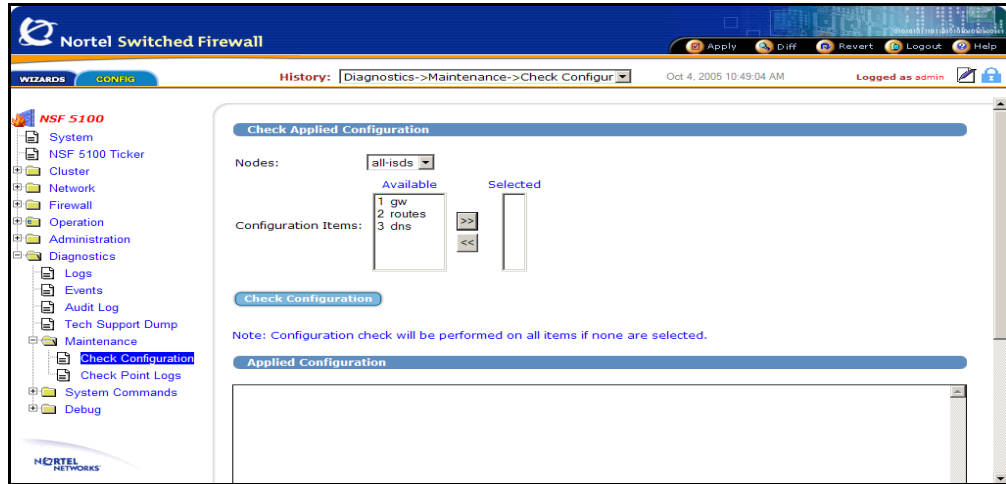 Nortel Switched Firewall
Apply Diff Revert Logout Help
WIZARDS CONFIG
History: Diagnostics->Maintenance->Check Configur
Oct 4, 2005 10:49:04 AM
Logged as admin
NSF 5100
System
NSF 5100 Ticker
Cluster
Network
Firewall
Operation
Administration
Diagnostics
Logs
Events
Audit Log
Tech Support Dump
Maintenance
Check Configuration
Check Point Logs
System Commands
Debug
NORTEL
NETWORKS
Check Applied Configuration
Nodes: all-isds
Available Selected
Configuration Items:
1 gw
2 routes
3 dns
>>
<<
Check Configuration
Note: Configuration check will be performed on all items if none are selected.
Applied Configuration